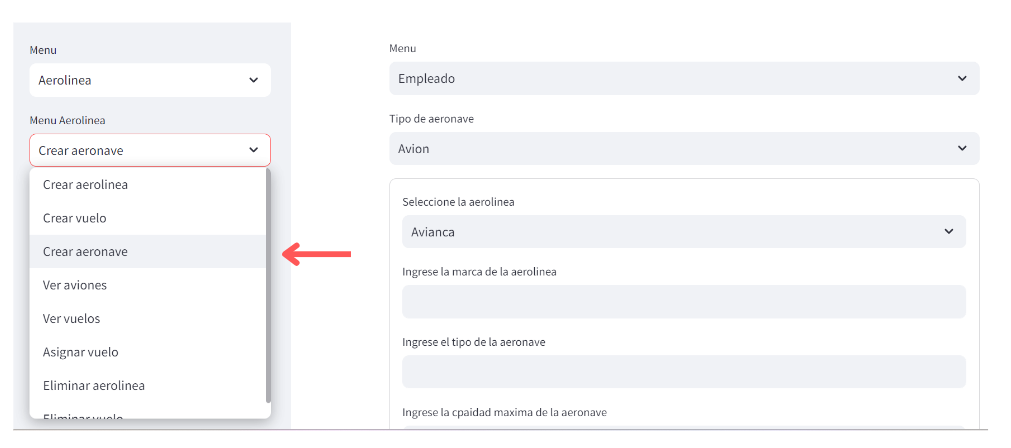 Menu
Aerolinea
Menu Aerolinea
Crear aeronave
Crear aerolinea
Crear vuelo
Crear aeronave
Ver aviones
Ver vuelos
Asignar vuelo
Eliminar aerolinea
Eliminar vuelo
Menu
Empleado
Tipo de aeronave
Avion
Seleccione la aerolinea
Avianca
Ingrese la marca de la aerolinea
Ingrese el tipo de la aeronave
Ingrese la cpaidad maxima de la aeronave